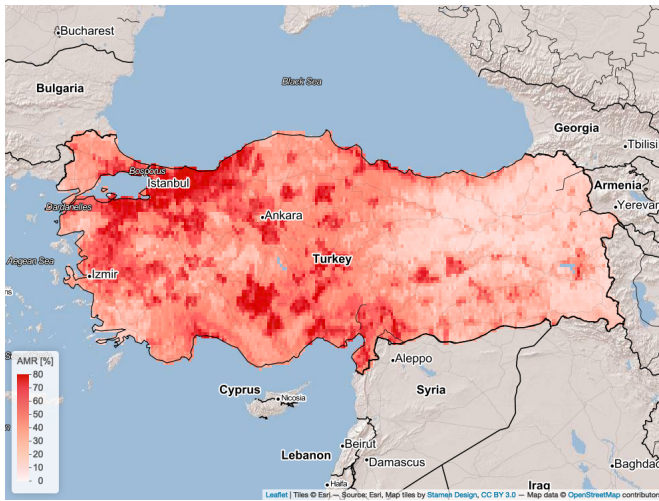 Bucharest
Bulgaria
Black Sea
Georgia
Tbilisi
Bosporus
Istanbul
Armenia
Yerevan
Dardanelles
Ankara
Aegean Sea
Izmir
Turkey
Aleppo
Cyprus
Nicosia
Syria
Lebanon
Beirut
Damascus
Haifa
Baghdad
Iraq
AMR [%]
80
70
60
50
40
30
20
10
0
Leaflet | Tiles © Esri — Source: Esri, Map tiles by Stamen Design, CC BY 3.0 — Map data © OpenStreetMap contributor